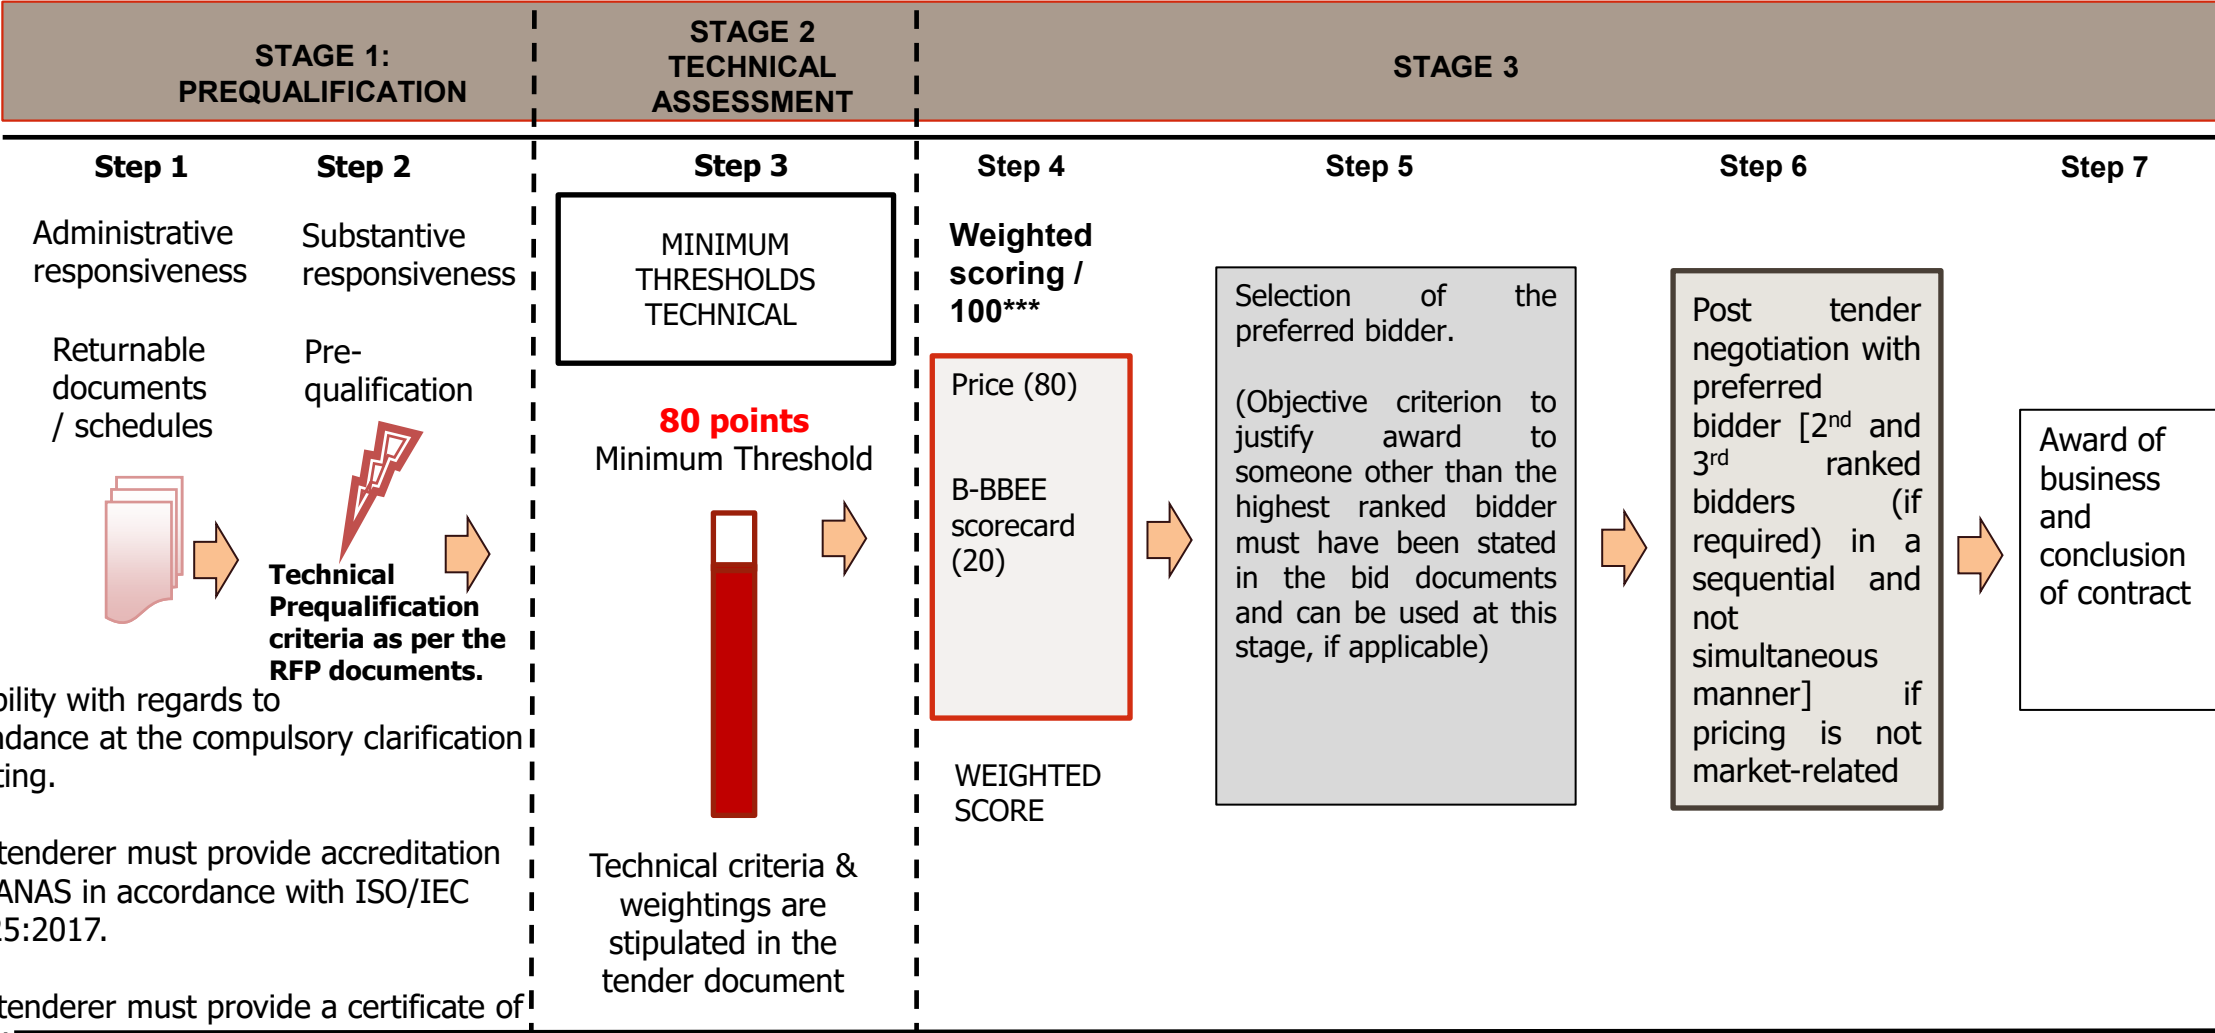 STAGE 1:
PREQUALIFICATION
STAGE 2
TECHNICAL
ASSESSMENT
STAGE 3
Step 1
Administrative
responsiveness
Returnable
documents
/ schedules
Step 2
Substantive
responsiveness
Pre-
qualification
Technical
Prequalification
criteria as per the
RFP documents.
bility with regards to
ndance at the compulsory clarification
ting.
tenderer must provide accreditation
ANAS in accordance with ISO/IEC
25:2017.
tenderer must provide a certificate of
Step 3
MINIMUM
THRESHOLDS
TECHNICAL
80 points
Minimum Threshold
Technical criteria &
weightings are
stipulated in the
tender document
Step 4
Weighted
scoring /
100***
Price (80)
B-BBEE
scorecard
(20)
WEIGHTED
SCORE
Step 5
Selection of the
preferred bidder.
(Objective criterion to
justify award to
someone other than the
highest ranked bidder
must have been stated
in the bid documents
and can be used at this
stage, if applicable)
Step 6
Post tender
negotiation with
preferred
bidder [2nd and
3rd ranked
bidders (if
required) in a
sequential and
not
simultaneous
manner] if
pricing is not
market-related
Step 7
Award of
business
and
conclusion
of contract